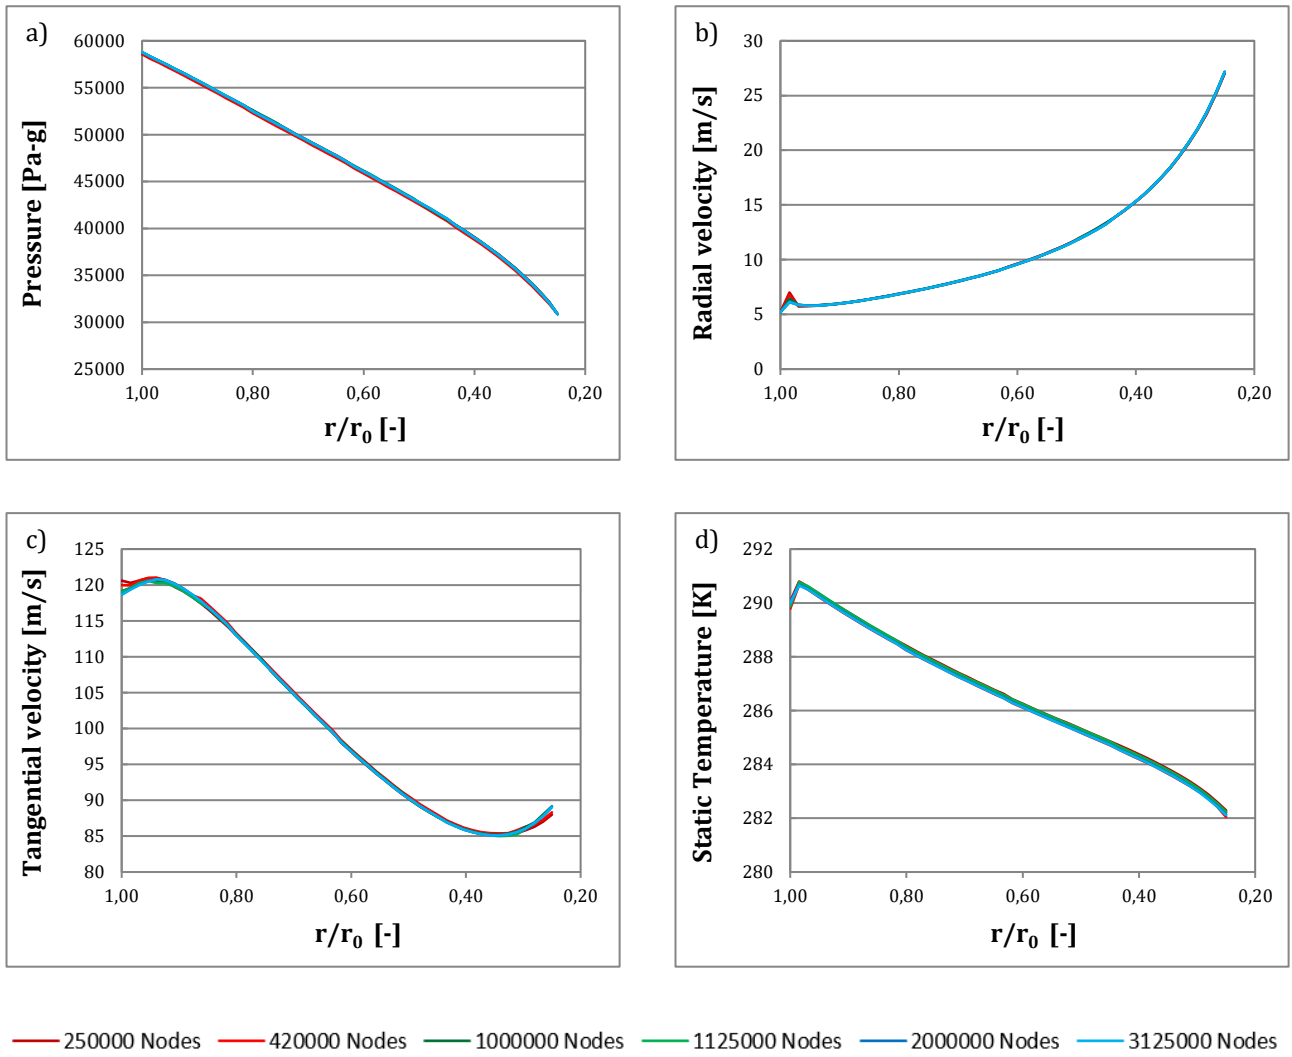 a)
Pressure [Pa-g]
60000
55000
50000
45000
40000
35000
30000
25000
1,00 0,80 0,60 0,40 0,20
r/r₀ [-]
b)
Radial velocity [m/s]
30
25
20
15
10
5
0
1,00 0,80 0,60 0,40 0,20
r/r₀ [-]
c)
Tangential velocity [m/s]
125
120
115
110
105
100
95
90
85
80
1,00 0,80 0,60 0,40 0,20
r/r₀ [-]
d)
Static Temperature [K]
292
290
288
286
284
282
280
1,00 0,80 0,60 0,40 0,20
r/r₀ [-]
250000 Nodes 420000 Nodes 1000000 Nodes 1125000 Nodes 2000000 Nodes 3125000 Nodes